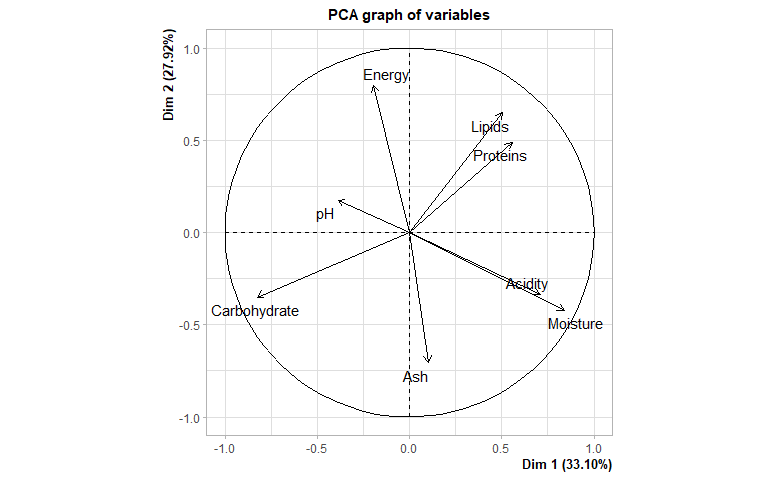 PCA graph of variables
Dim 2 (27.92%)
1.0
0.5
0.0
-0.5
-1.0
Energy
Lipids
Proteins
pH
Acidity
Carbohydrate
Moisture
Ash
-1.0
-0.5
0.0
0.5
1.0
Dim 1 (33.10%)